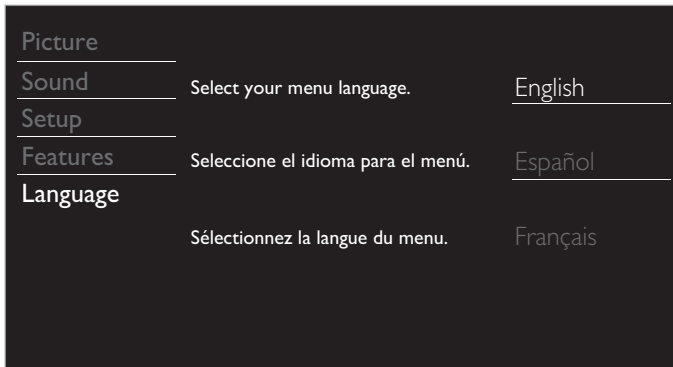 Picture
Sound
Setup
Features
Language
Select your menu language.
English
Seleccione el idioma para el menú.
Español
Sélectionnez la langue du menu.
Français